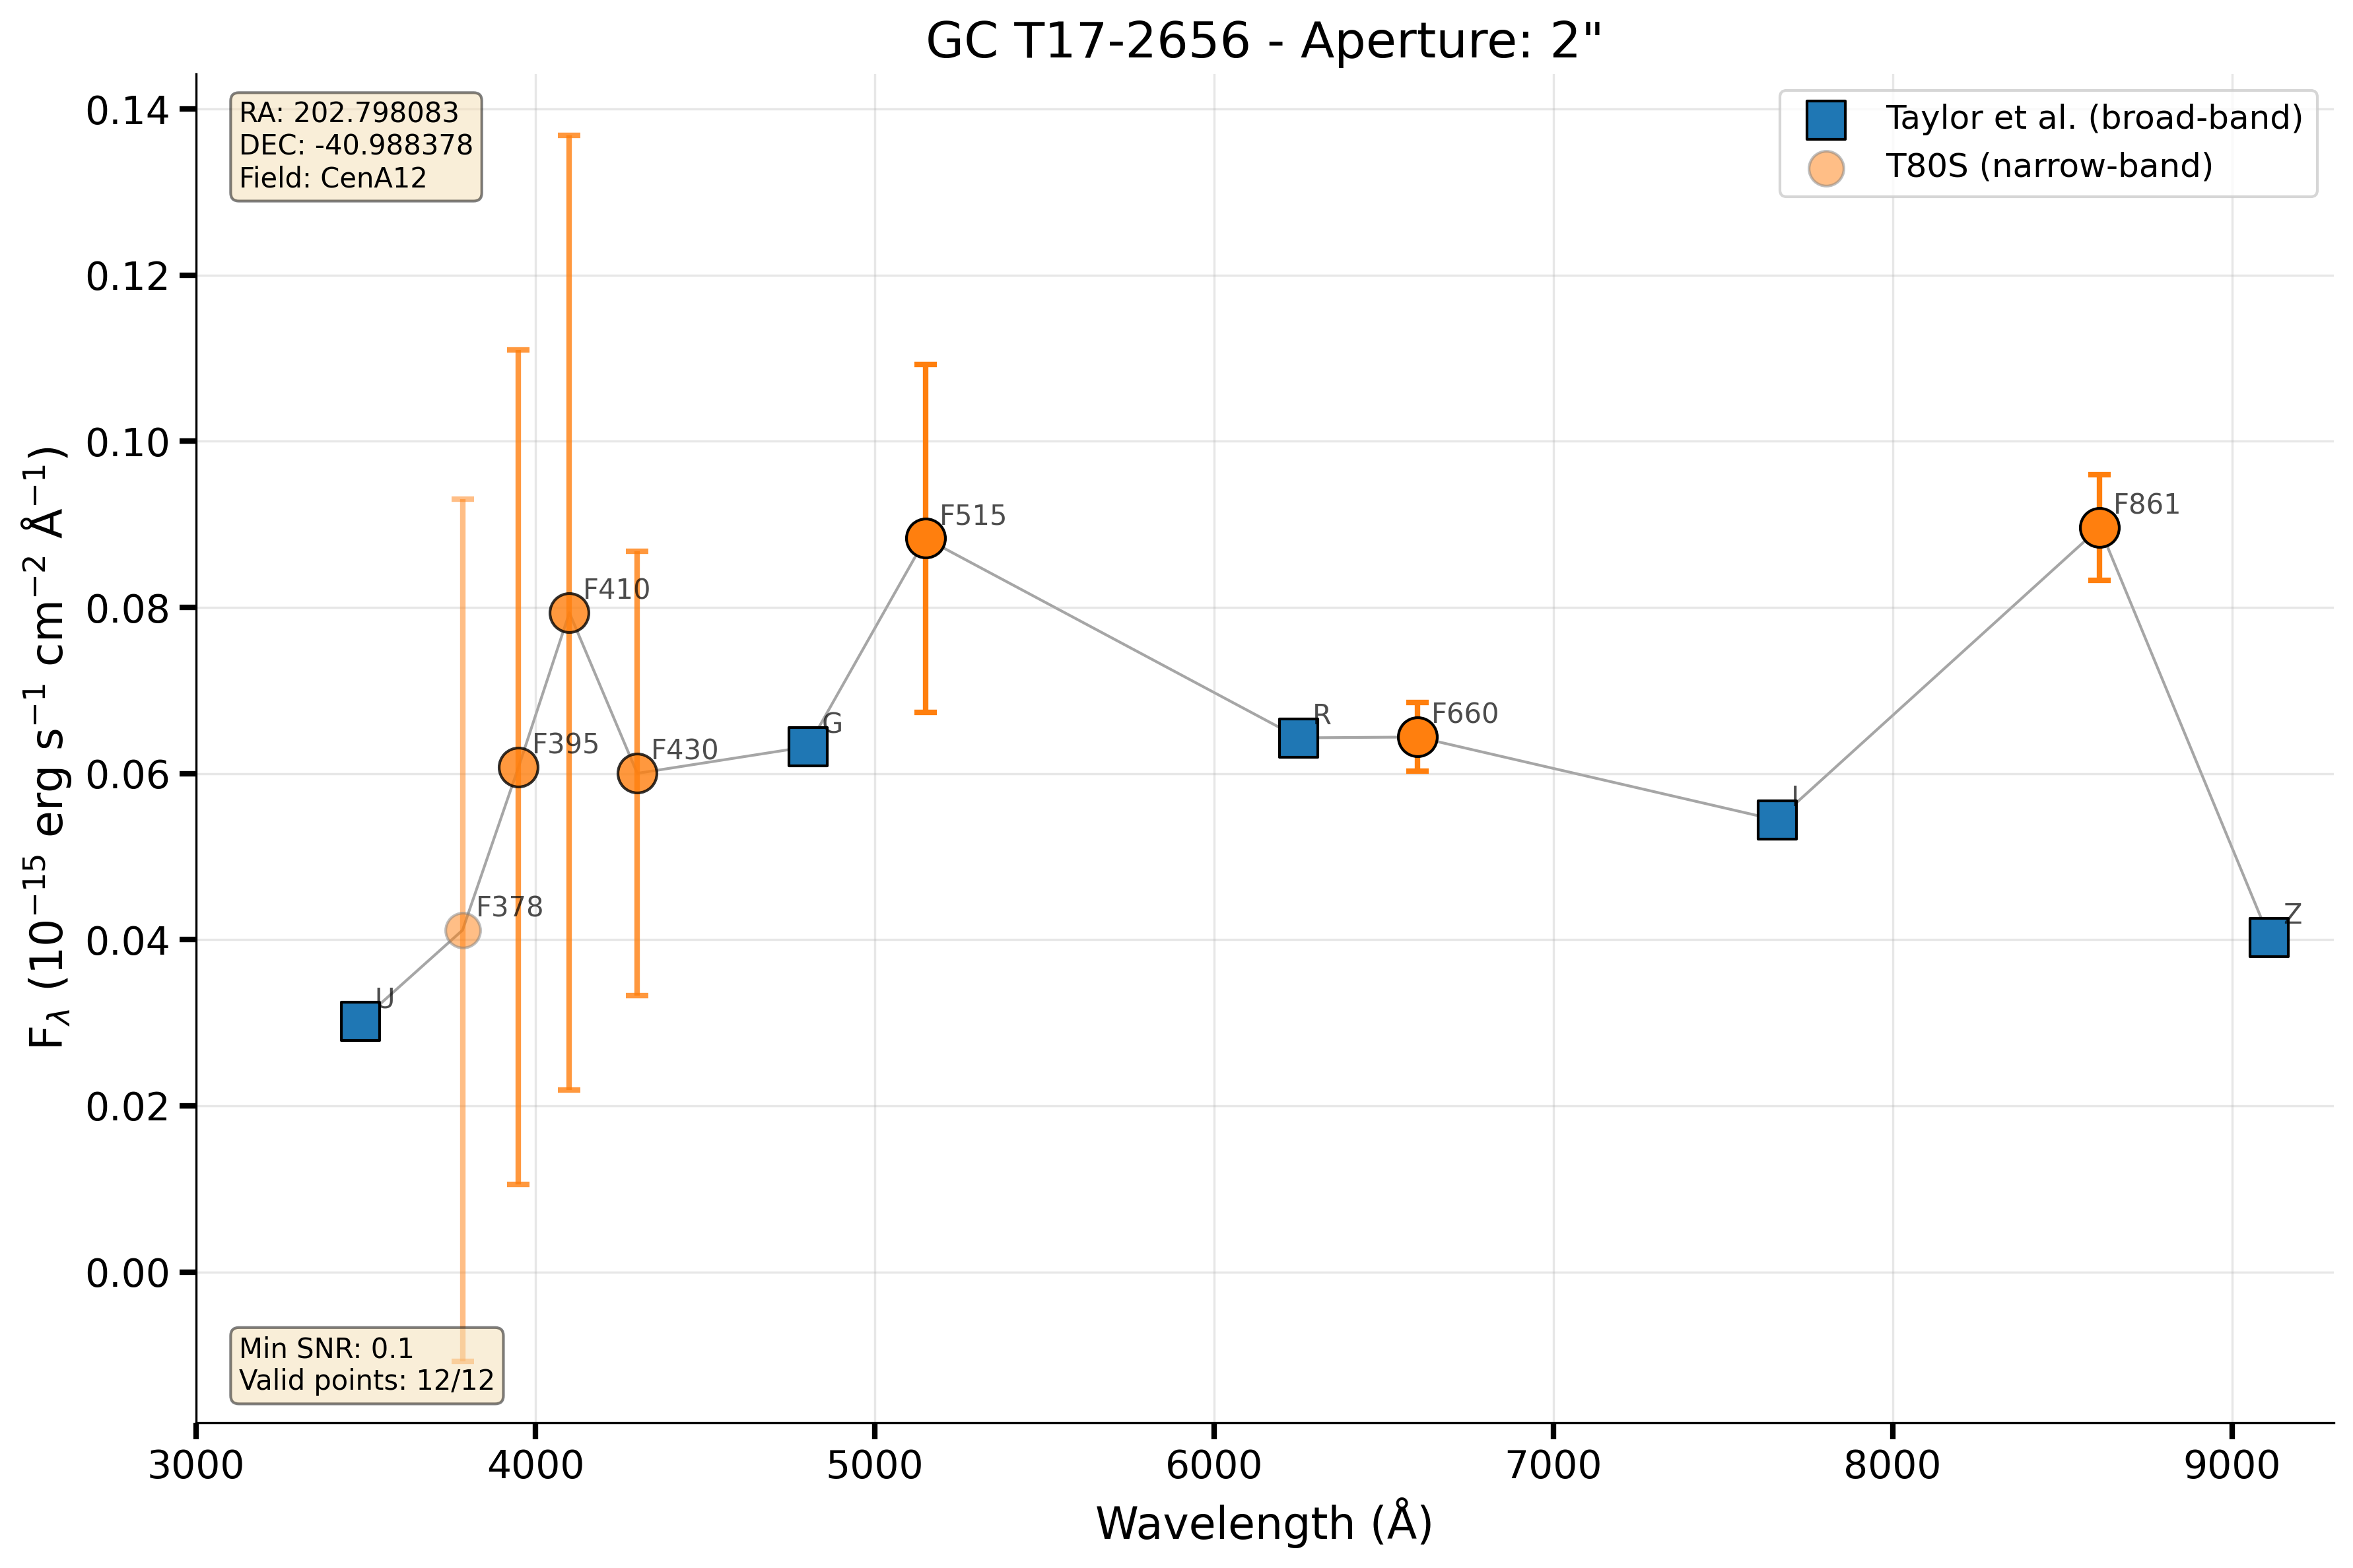 GC T17-2656 - Aperture: 2"
RA: 202.798083
DEC: -40.988378
Field: CenA12
Taylor et al. (broad-band)
T80S (narrow-band)
0.14
0.12
0.10
0.08
0.06
0.04
0.02
0.00
F$_{λ}$ (10$^{−15}$ erg s$^{−1}$ cm$^{−2}$ Å$^{−1}$)
U
F378
F395
F410
F430
G
F515
R
F660
I
F861
Z
Min SNR: 0.1
Valid points: 12/12
3000 4000 5000 6000 7000 8000 9000
Wavelength (Å)